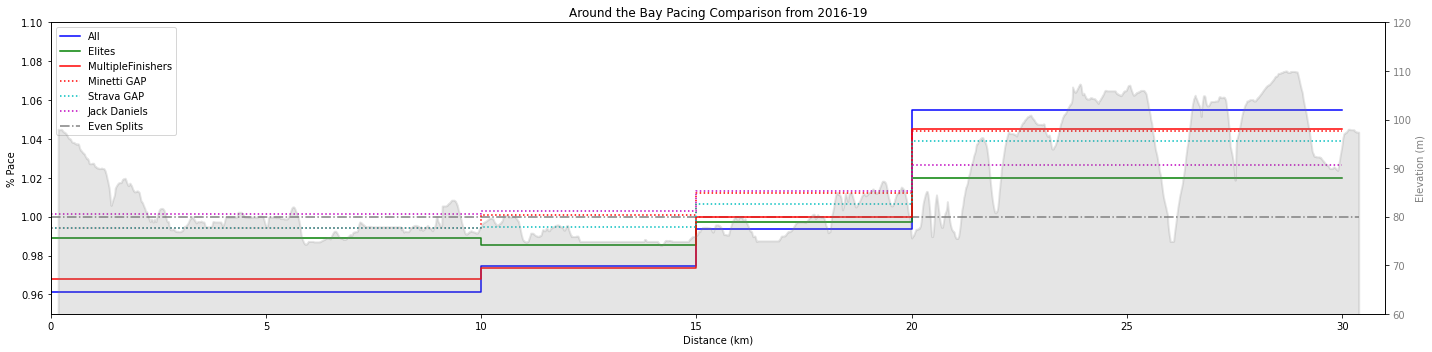 Around the Bay Pacing Comparison from 2016-19
All
Elites
MultipleFinishers
Minetti GAP
Strava GAP
Jack Daniels
Even Splits
1.10
1.08
1.06
1.04
1.02
1.00
0.98
0.96
% Pace
120
110
100
90
80
70
60
Elevation (m)
0
5
10
15
20
25
30
Distance (km)